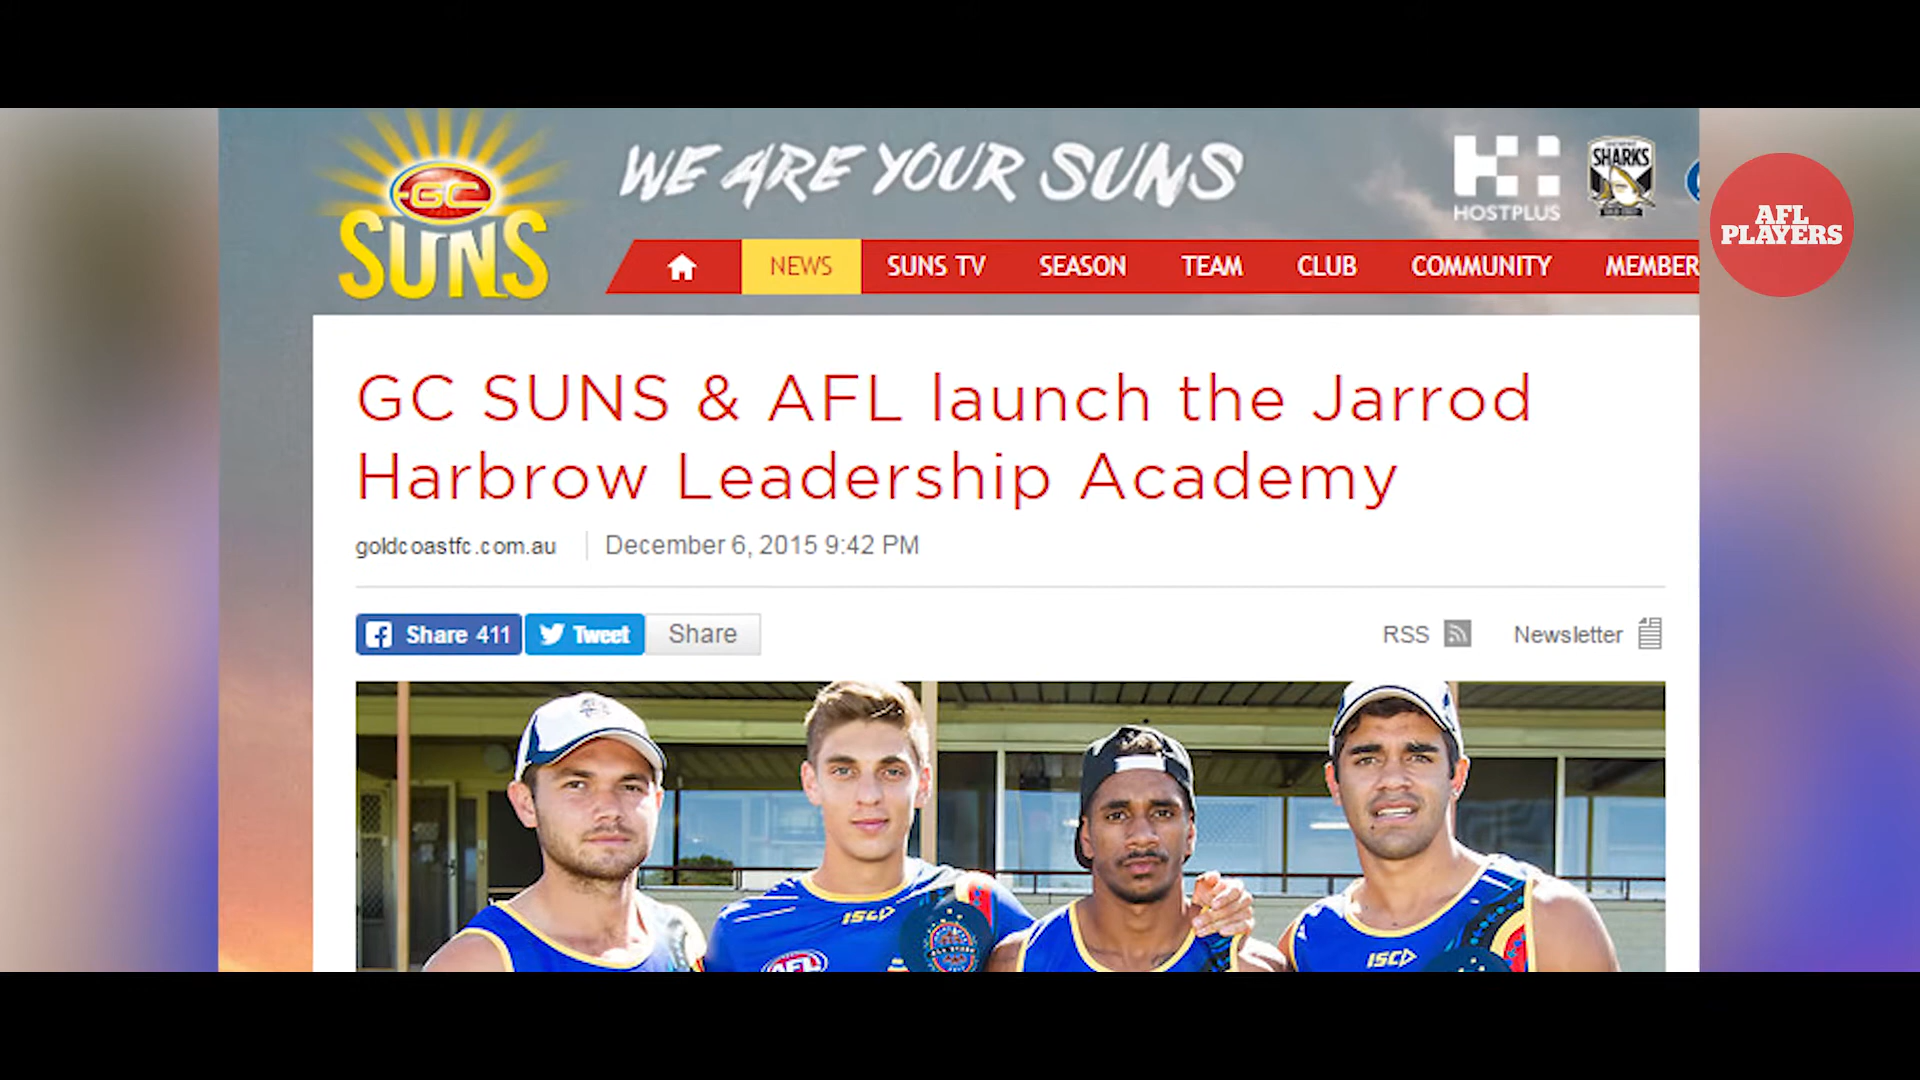 WE ARE YOUR SUNS
GC
SUNS
HOSTPLUS
SHARKS
AFL
PLAYERS
NEWS
SUNS TV
SEASON
TEAM
CLUB
COMMUNITY
MEMBER
GC SUNS & AFL launch the Jarrod
Harbrow Leadership Academy
goldcoastfc.com.au
December 6, 2015 9:42 PM
Share 411
Tweet
Share
RSS
Newsletter
ISC
AFL
ISC